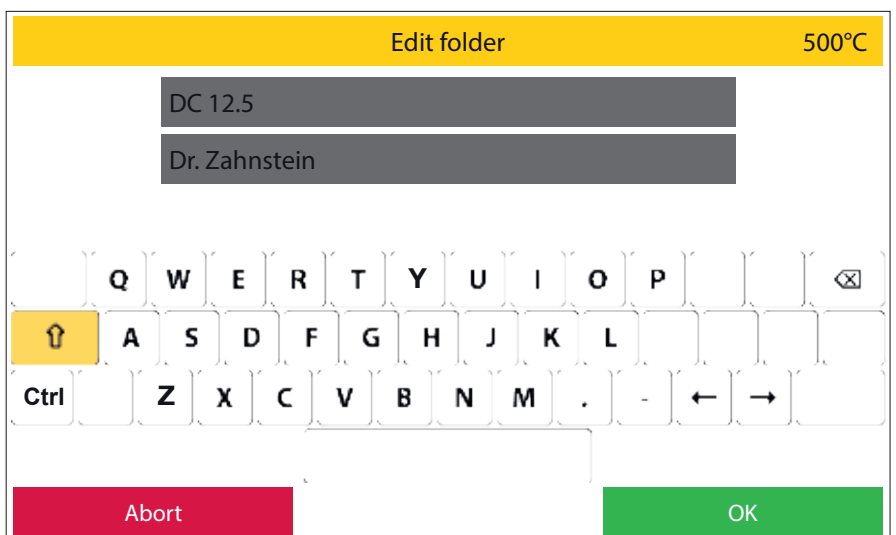 Edit folder 500°C
DC 12.5
Dr. Zahnstein
Q W E R T Y U I O P ⌫
⇧ A S D F G H J K L
Ctrl Z X C V B N M . - ← →
Abort OK